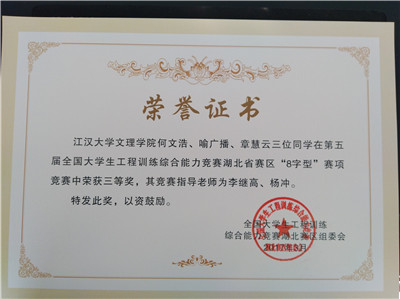 荣誉证书
江汉大学文理学院何文浩、喻广播、章慧云三位同学在第五
届全国大学生工程训练综合能力竞赛湖北省赛区“8字型”赛项
竞赛中荣获三等奖，其竞赛指导老师为李继高、杨冲。
特发此奖，以资鼓励。
全国大学生工程训练
综合能力竞赛湖北赛区组委会